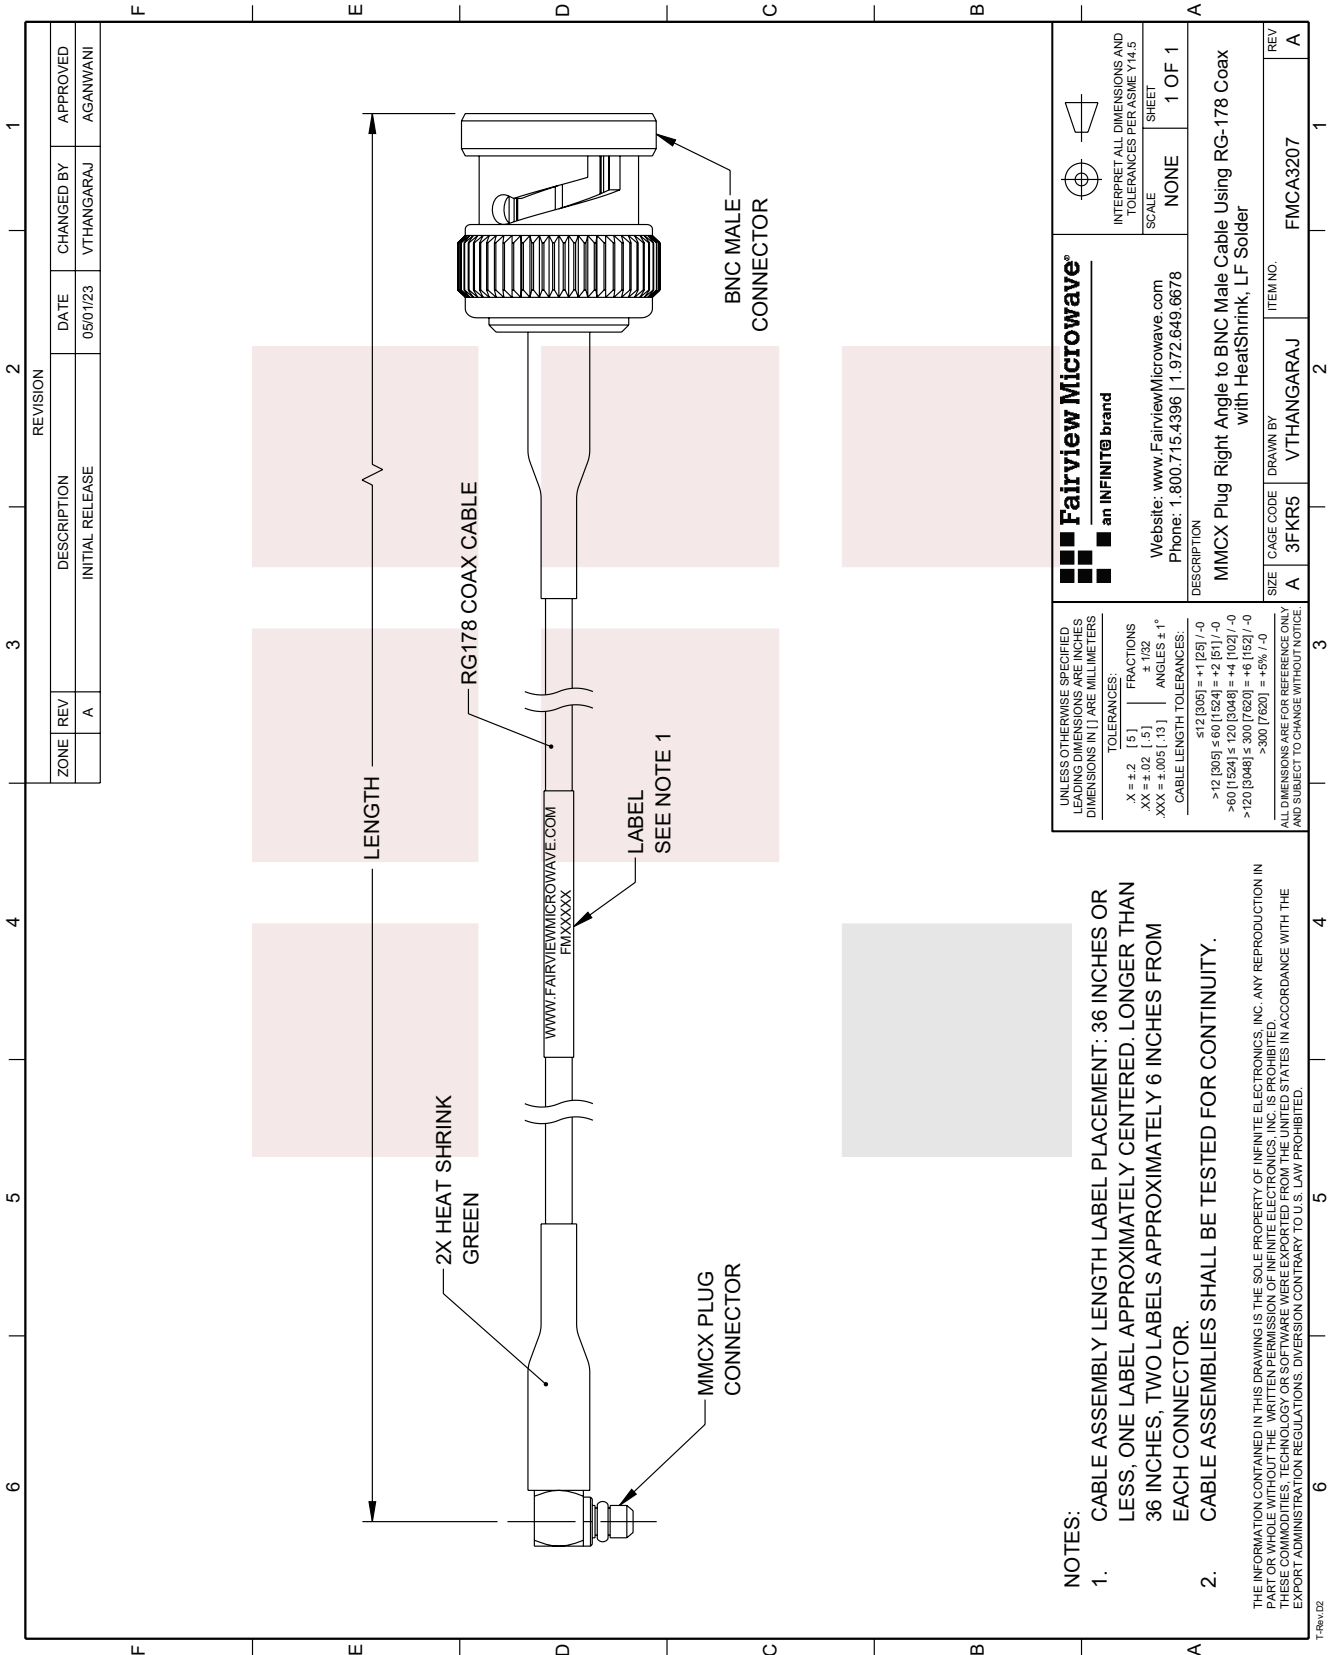 REVISION
ZONE REV DESCRIPTION DATE CHANGED BY APPROVED
A INITIAL RELEASE 05/01/23 VTHANGARAJ AGANWANI
6 5 4 3 2 1
F
E
D
C
B
A
LENGTH
2X HEAT SHRINK
GREEN
RG178 COAX CABLE
WWW.FAIRVIEWMICROWAVE.COM
FMXXXXX
LABEL
SEE NOTE 1
MMCX PLUG
CONNECTOR
BNC MALE
CONNECTOR
NOTES:
1. CABLE ASSEMBLY LENGTH LABEL PLACEMENT: 36 INCHES OR
LESS, ONE LABEL APPROXIMATELY CENTERED. LONGER THAN
36 INCHES, TWO LABELS APPROXIMATELY 6 INCHES FROM
EACH CONNECTOR.
2. CABLE ASSEMBLIES SHALL BE TESTED FOR CONTINUITY.
THE INFORMATION CONTAINED IN THIS DRAWING IS THE SOLE PROPERTY OF INFINITE ELECTRONICS, INC. ANY REPRODUCTION IN
PART OR WHOLE WITHOUT THE WRITTEN PERMISSION OF INFINITE ELECTRONICS, INC. IS PROHIBITED.
THESE COMMODITIES, TECHNOLOGY OR SOFTWARE WERE EXPORTED FROM THE UNITED STATES IN ACCORDANCE WITH THE
EXPORT ADMINISTRATION REGULATIONS. DIVERSION CONTRARY TO U.S. LAW PROHIBITED.
UNLESS OTHERWISE SPECIFIED
LEADING DIMENSIONS ARE INCHES
DIMENSIONS IN [ ] ARE MILLIMETERS
TOLERANCES:
.X = ±.2 [5] FRACTIONS
.XX = ±.02 [.5] ± 1/32
.XXX = ±.005 [.13] ANGLES ± 1°
CABLE LENGTH TOLERANCES:
≤12 [305] = +1 [25] / -0
>12 [305] ≤ 60 [1524] = +2 [51] / -0
>60 [1524] ≤ 120 [3048] = +4 [102] / -0
>120 [3048] ≤ 300 [7620] = +6 [152] / -0
>300 [7620] = +5% / -0
ALL DIMENSIONS ARE FOR REFERENCE ONLY
AND SUBJECT TO CHANGE WITHOUT NOTICE.
Fairview Microwave®
an INFINIT® brand
Website: www.FairviewMicrowave.com
Phone: 1.800.715.4396 | 1.972.649.6678
INTERPRET ALL DIMENSIONS AND
TOLERANCES PER ASME Y14.5
SCALE NONE
SHEET 1 OF 1
DESCRIPTION
MMCX Plug Right Angle to BNC Male Cable Using RG-178 Coax
with HeatShrink, LF Solder
SIZE A
CAGE CODE 3FKR5
DRAWN BY VTHANGARAJ
ITEM NO. FMCA3207
REV A
6 5 4 3 2 1
F
E
D
C
B
A
T-Rev.D2